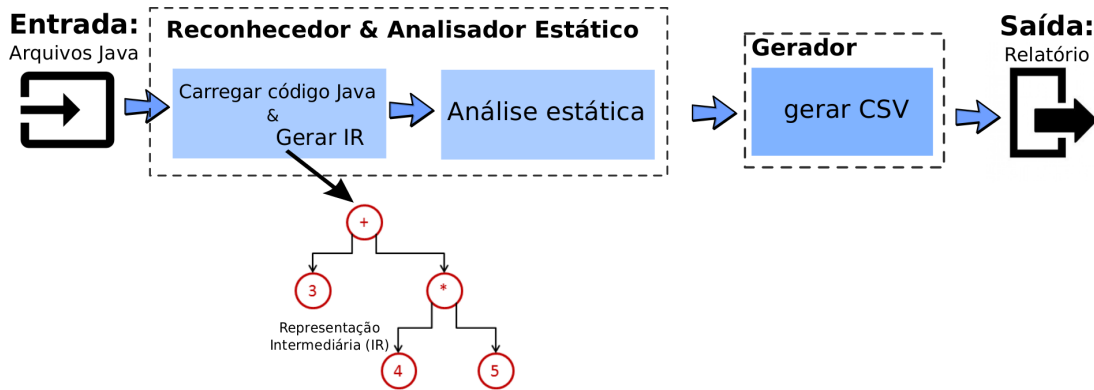 Entrada:
Arquivos Java
Reconhecedor & Analisador Estático
Carregar código Java
&
Gerar IR
Análise estática
Gerador
gerar CSV
Saída:
Relatório
+
3
*
Representação
Intermediária (IR)
4
5